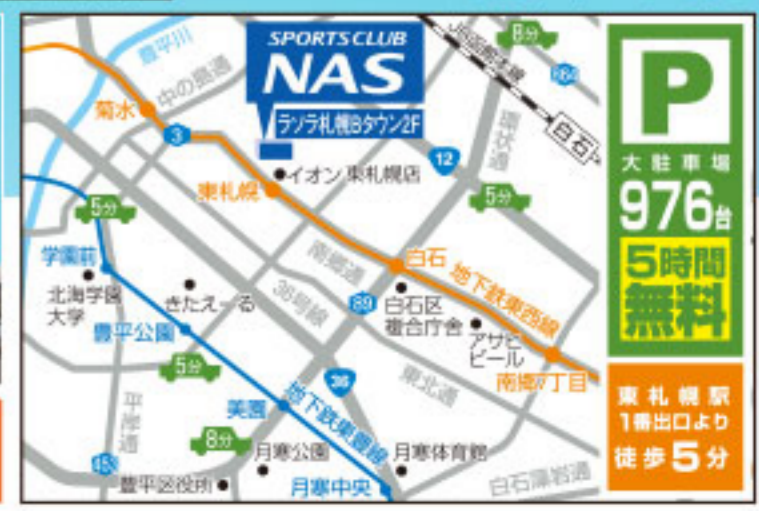 SPORTS CLUB
NAS
ラソラ札幌Bタウン2F
豊平川
中の島通
菊水
3
東札幌
イオン東札幌店
12
JR函館本線
8分
864
白石
環状通
5分
5分
学園前
北海学園
大学
きたえーる
豊平公園
5分
南郷通
36号線
89
白石
白石区
複合庁舎
アサヒ
ビール
地下鉄東西線
南郷7丁目
東北通
36
美園
地下鉄東豊線
平岸通
8分
453
豊平区役所
月寒公園
月寒中央
月寒体育館
白石藻岩通
P
大駐車場
976台
5時間
無料
東札幌駅
1番出口より
徒歩5分